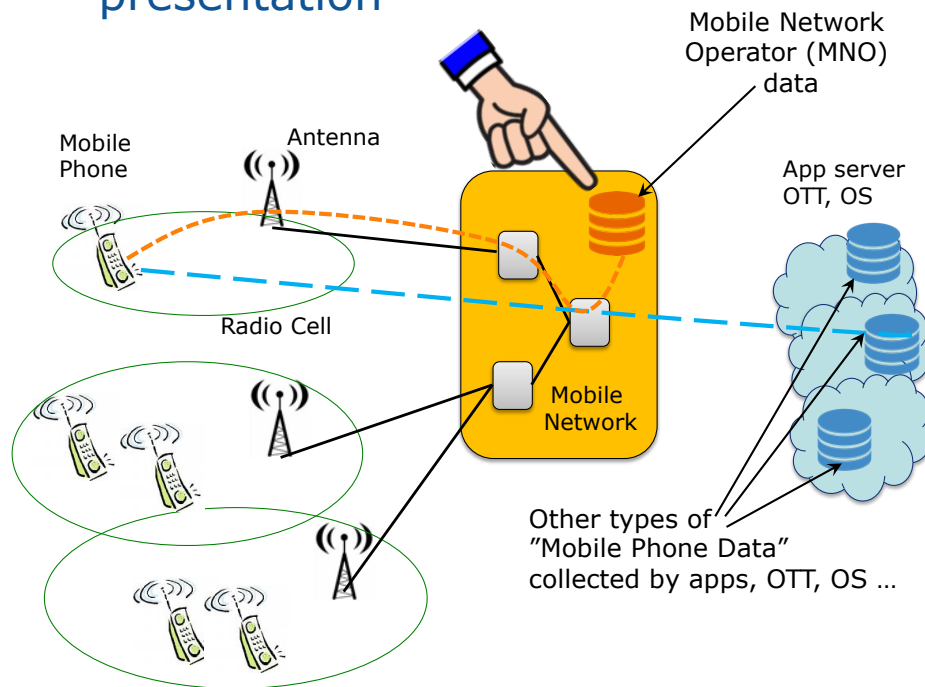 presentation
Mobile Network
Operator (MNO)
data
Mobile
Phone
Antenna
App server
OTT, OS
Radio Cell
Mobile
Network
Other types of
”Mobile Phone Data”
collected by apps, OTT, OS …